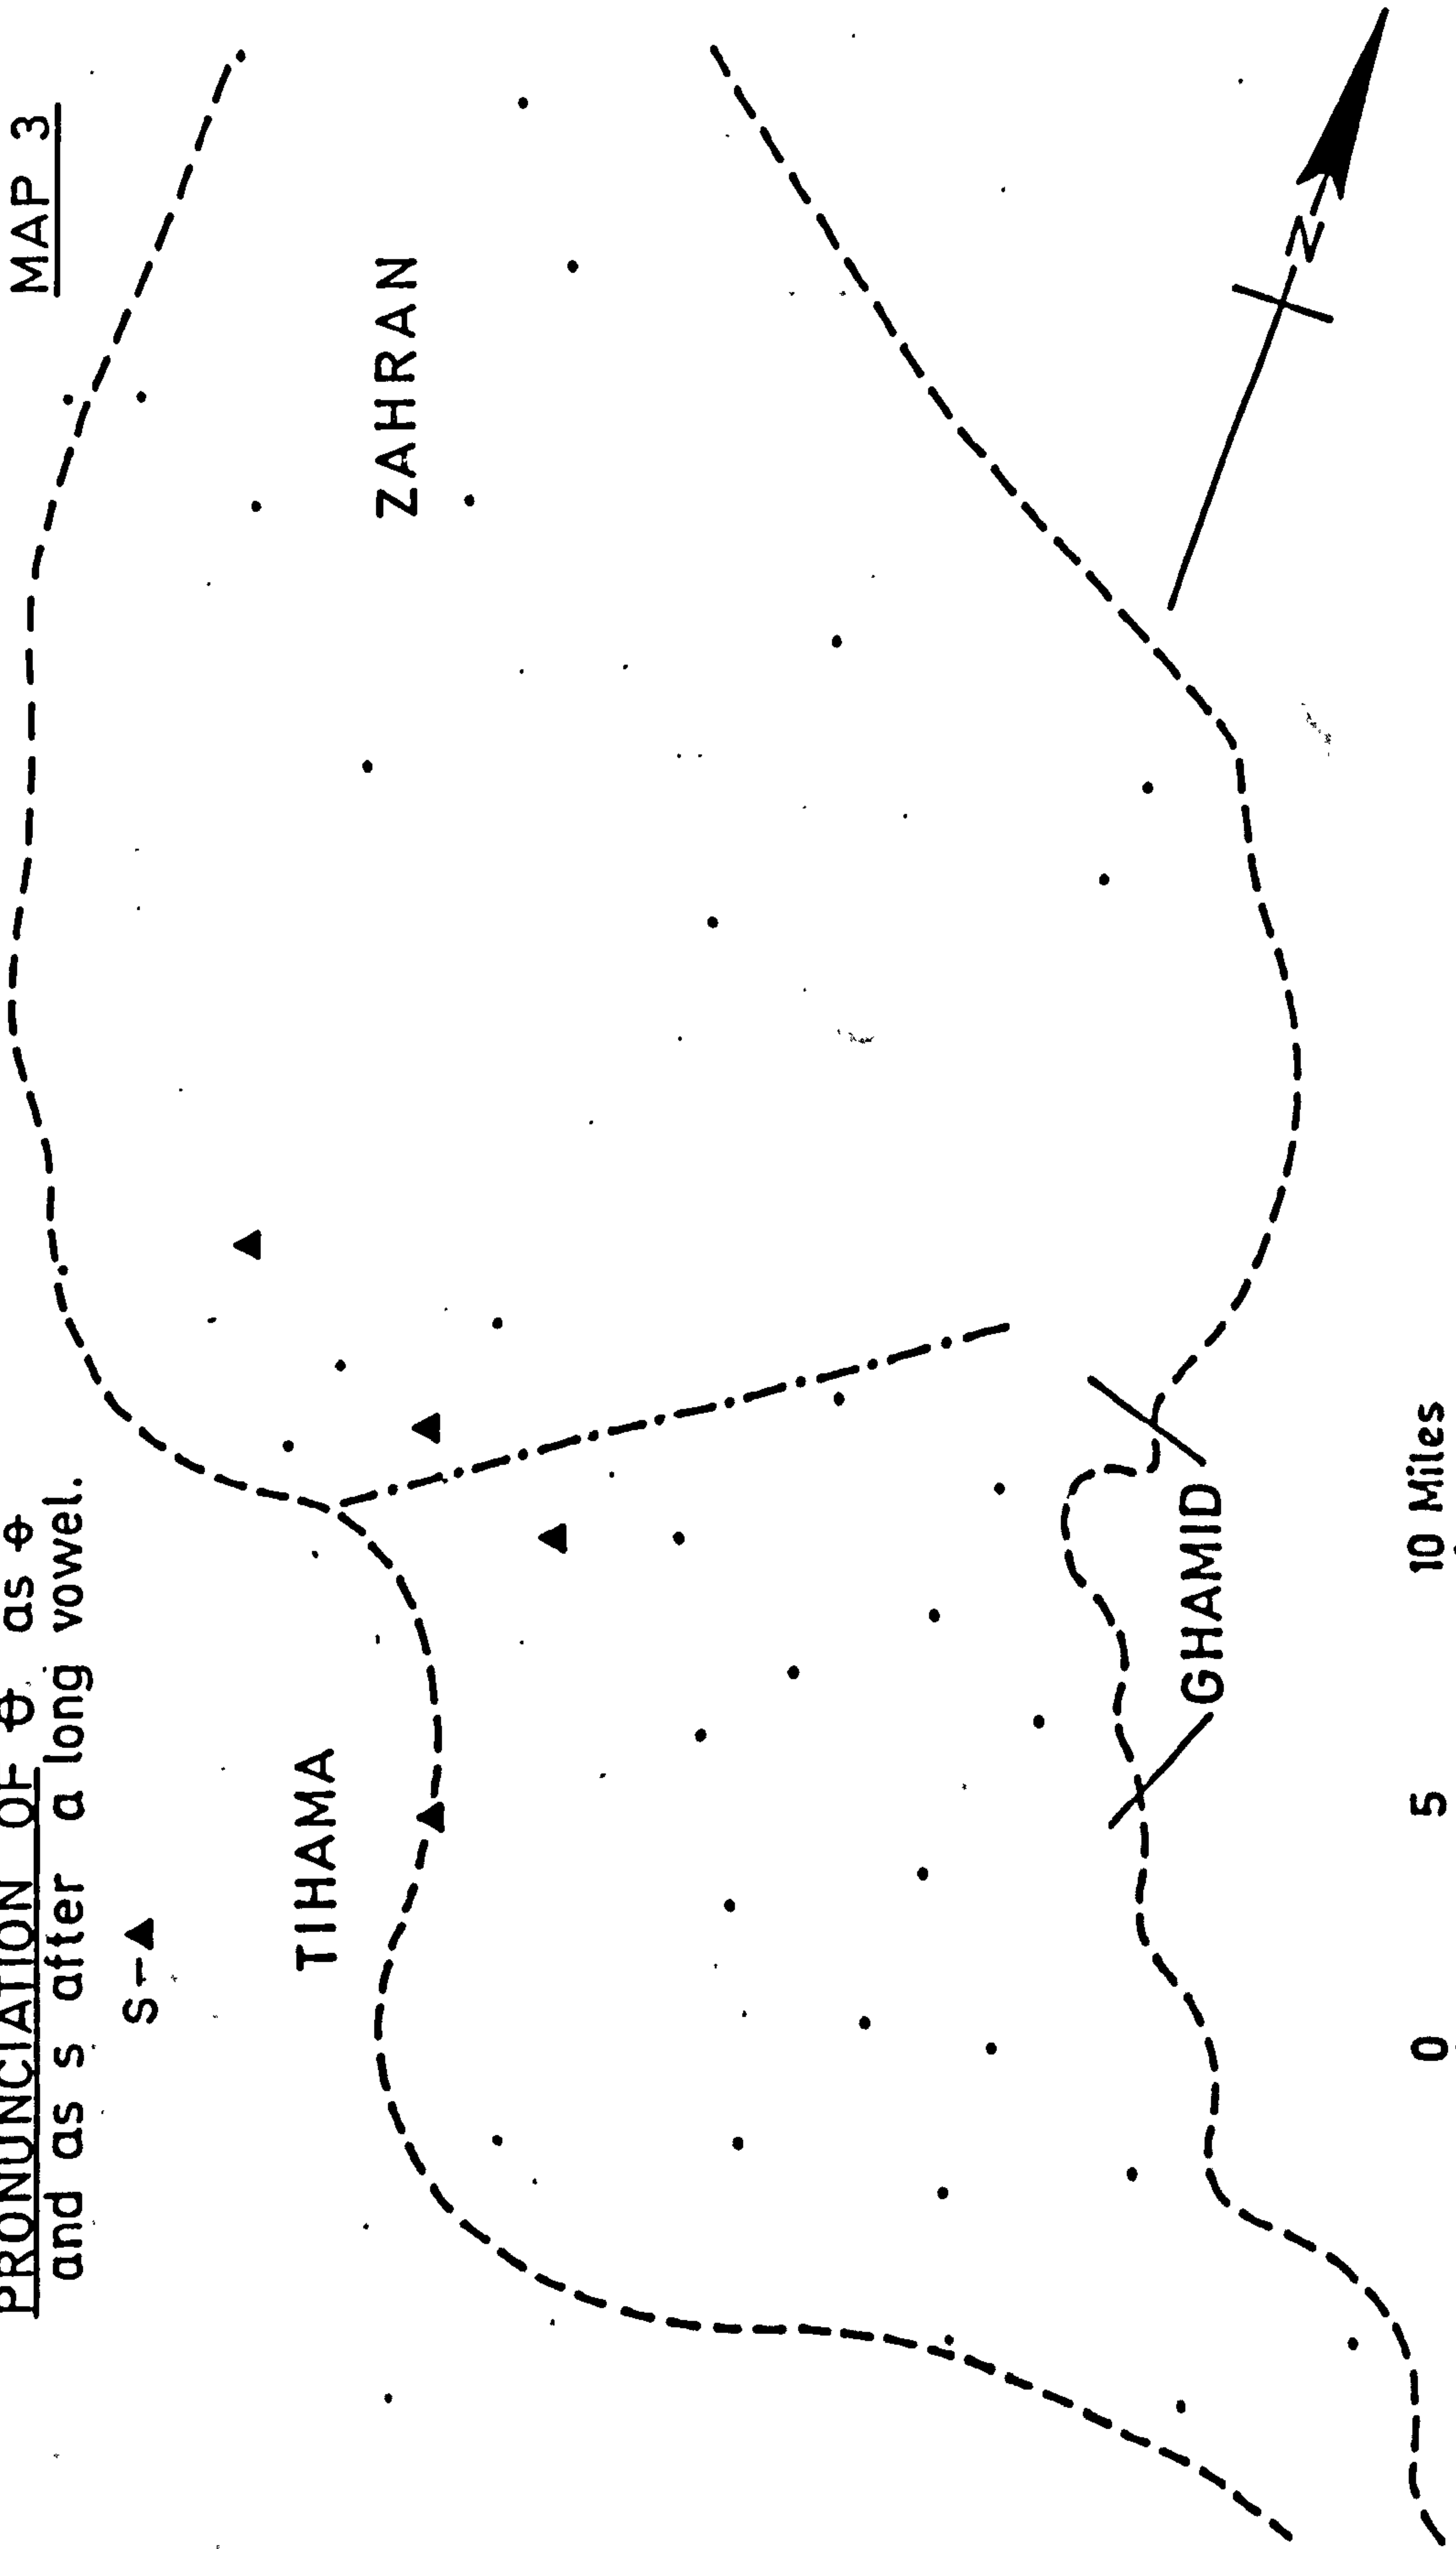 MAP 3
PRONUNCIATION OF θ as θ
and as s after a long vowel.
S-▲
TIHAMA
ZAHRAN
GHAMID
N
0 5 10 Miles